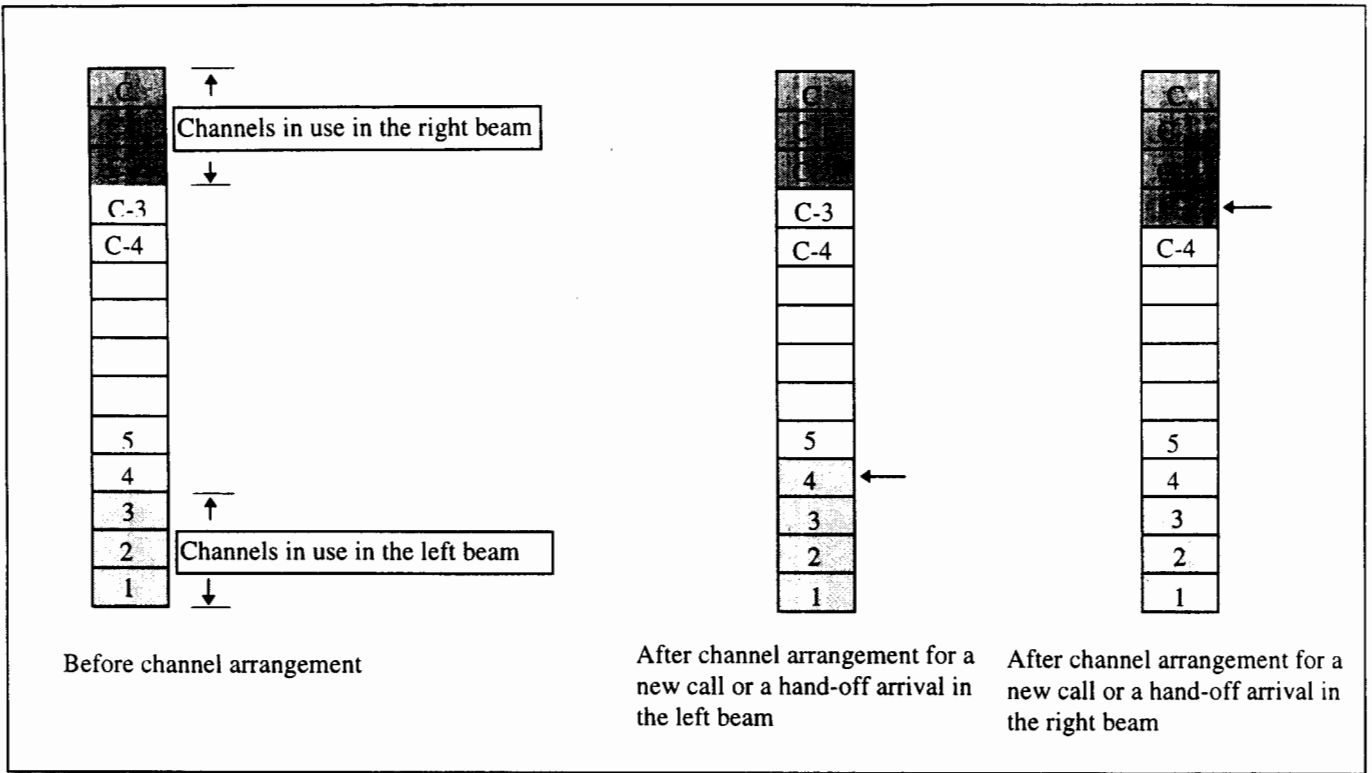 C
Channels in use in the right beam
C-3
C-4
5
4
3
2
Channels in use in the left beam
1
Before channel arrangement
C
C
C-3
C-4
5
4
3
2
1
After channel arrangement for a
new call or a hand-off arrival in
the left beam
C
C-4
5
4
3
2
1
After channel arrangement for a
new call or a hand-off arrival in
the right beam